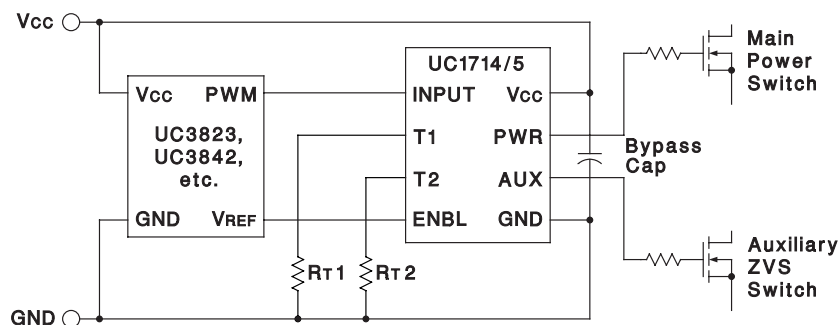 Vcc
UC1714/5
Main
Power
Switch
Vcc
PWM
INPUT
Vcc
UC3823,
UC3842,
etc.
T1
PWR
Bypass
Cap
T2
AUX
GND
VREF
ENBL
GND
Auxiliary
ZVS
Switch
RT1
RT2
GND